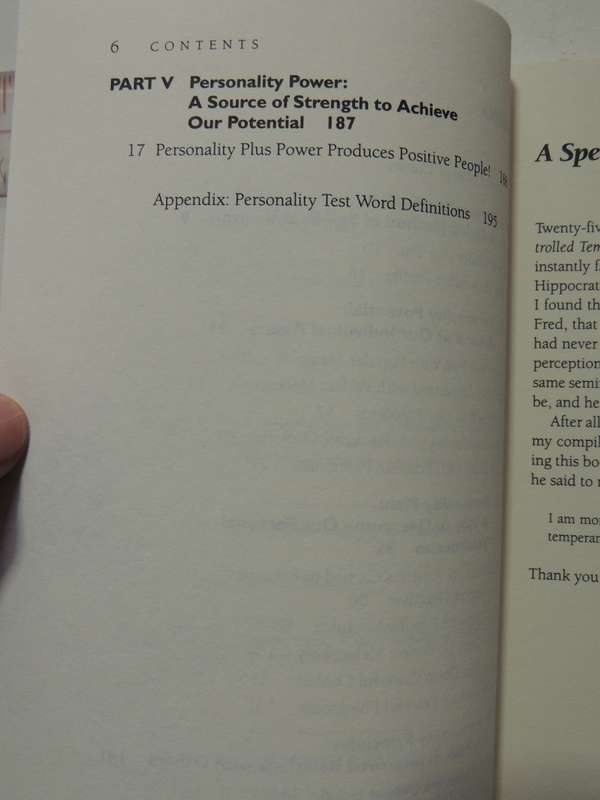 6 CONTENTS
PART V Personality Power:
A Source of Strength to Achieve
Our Potential 187
17 Personality Plus Power Produces Positive People!
Appendix: Personality Test Word Definitions 195
A Spe
Twenty-fiv
trolled Tem
instantly f
Hippocrat
I found th
Fred, that
had never
perception
same semi
be, and he
After all
my compil
ing this bo
he said to
I am mo
temperar
Thank you